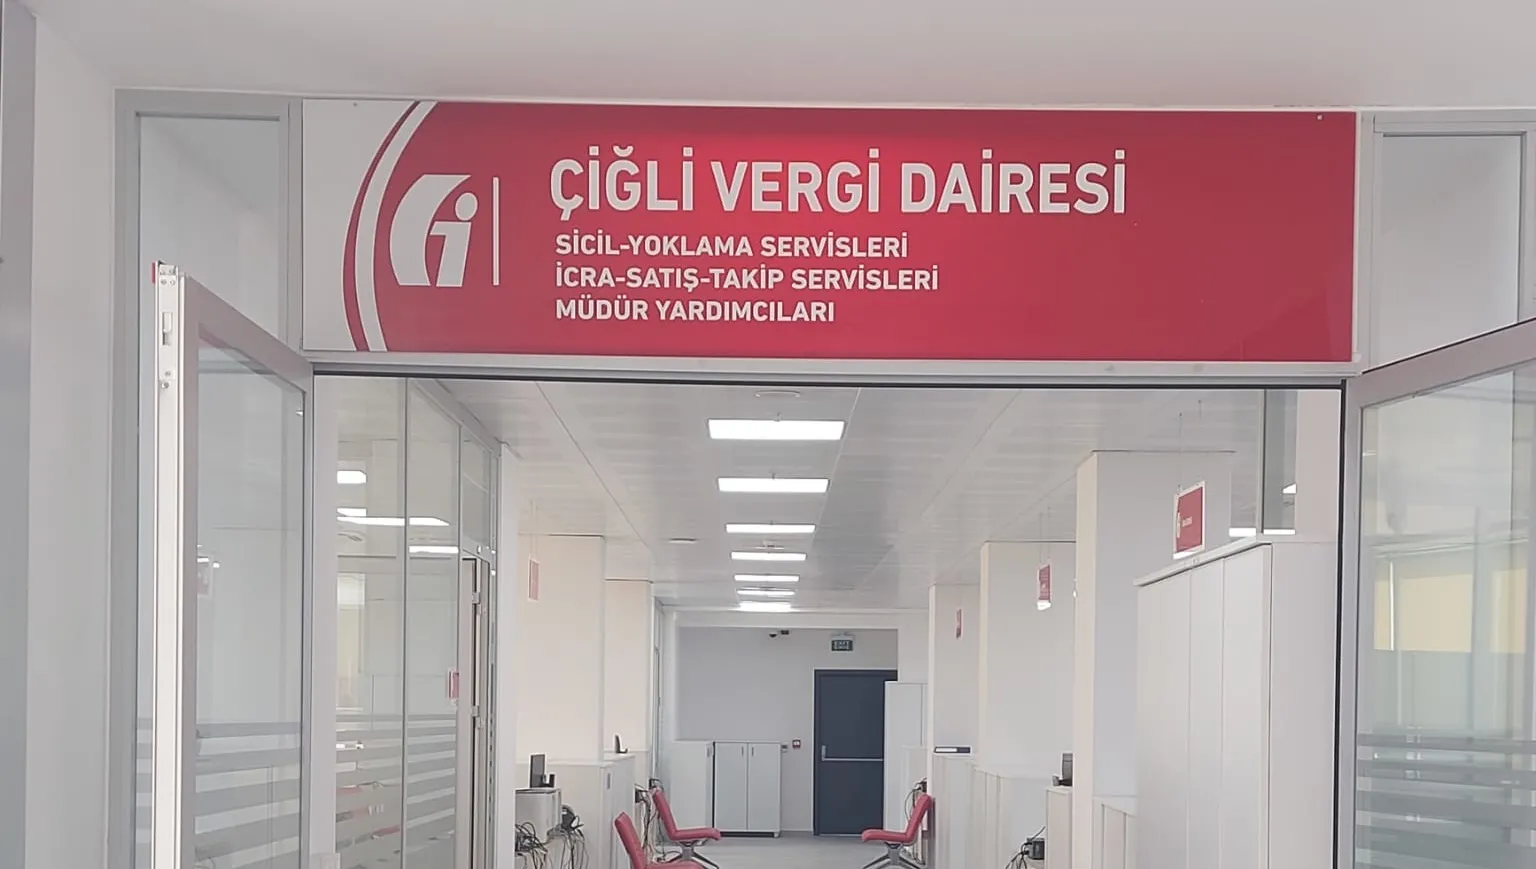 ÇİĞLİ VERGİ DAİRESİ
SİCİL-YOKLAMA SERVİSLERİ
İCRA-SATIŞ-TAKİP SERVİSLERİ
MÜDÜR YARDIMCILARI